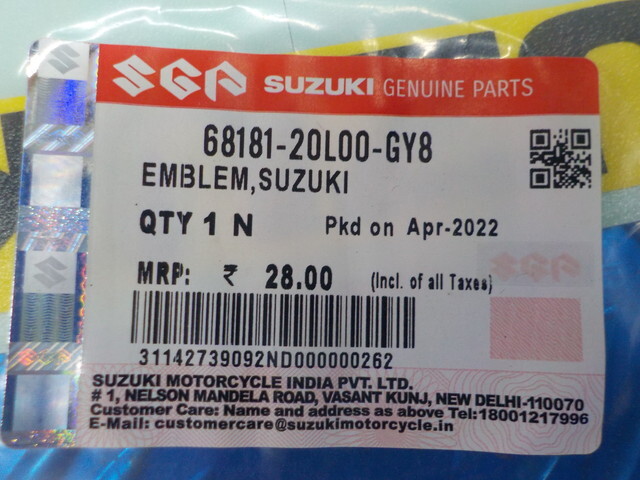 SGP SUZUKI GENUINE PARTS
68181-20L00-GY8
EMBLEM,SUZUKI
QTY 1 N Pkd on Apr-2022
MRP: ₹ 28.00 (Incl. of all Taxes)
31142739092ND000000262
SUZUKI MOTORCYCLE INDIA PVT. LTD.
# 1, NELSON MANDELA ROAD, VASANT KUNJ, NEW DELHI-110070
Customer Care: Name and address as above Tel:18001217996
E-Mail: customercare@suzukimotorcycle.in